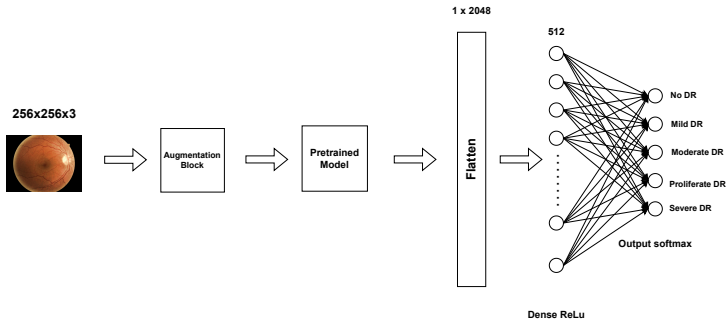 1 x 2048
512
256x256x3
Augmentation
Block
Pretrained
Model
Flatten
No DR
Mild DR
Moderate DR
Proliferate DR
Severe DR
Output softmax
Dense ReLu